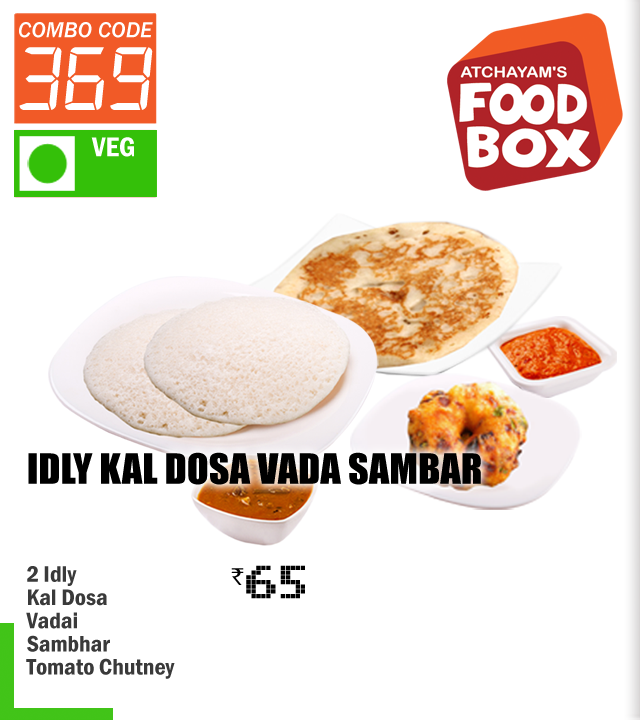 COMBO CODE
369
VEG
ATCHAYAM'S
FOOD
BOX
IDLY KAL DOSA VADA SAMBAR
2 Idly
Kal Dosa
Vadai
Sambhar
Tomato Chutney
₹65